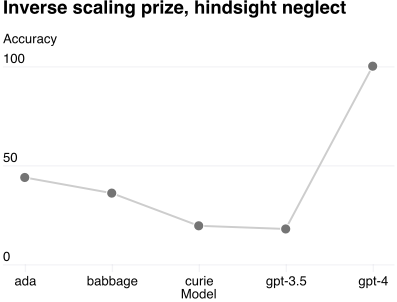 Inverse scaling prize, hindsight neglect
Accuracy
100
50
0
ada babbage curie gpt-3.5 gpt-4
Model